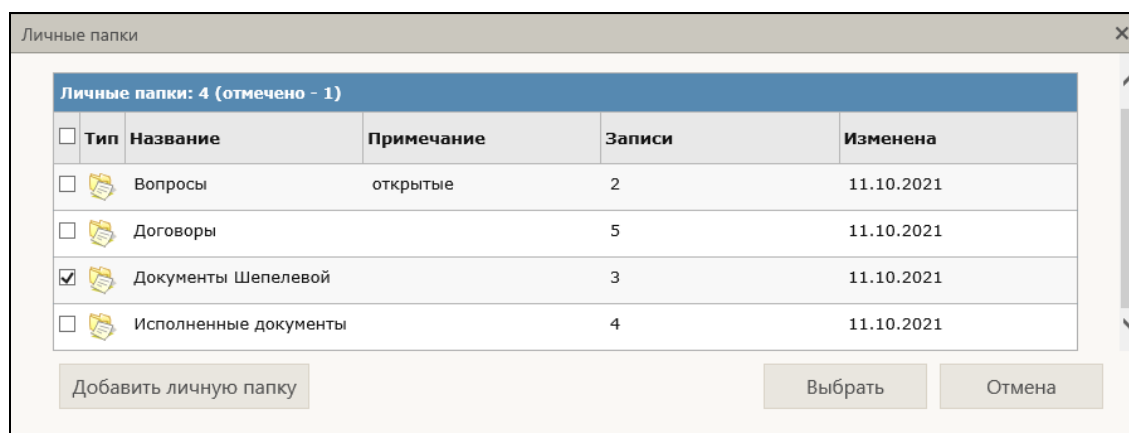 Личные папки
Личные папки: 4 (отмечено - 1)
Тип Название Примечание Записи Изменена
Вопросы открытые 2 11.10.2021
Договоры 5 11.10.2021
Документы Шепелевой 3 11.10.2021
Исполненные документы 4 11.10.2021
Добавить личную папку Выбрать Отмена